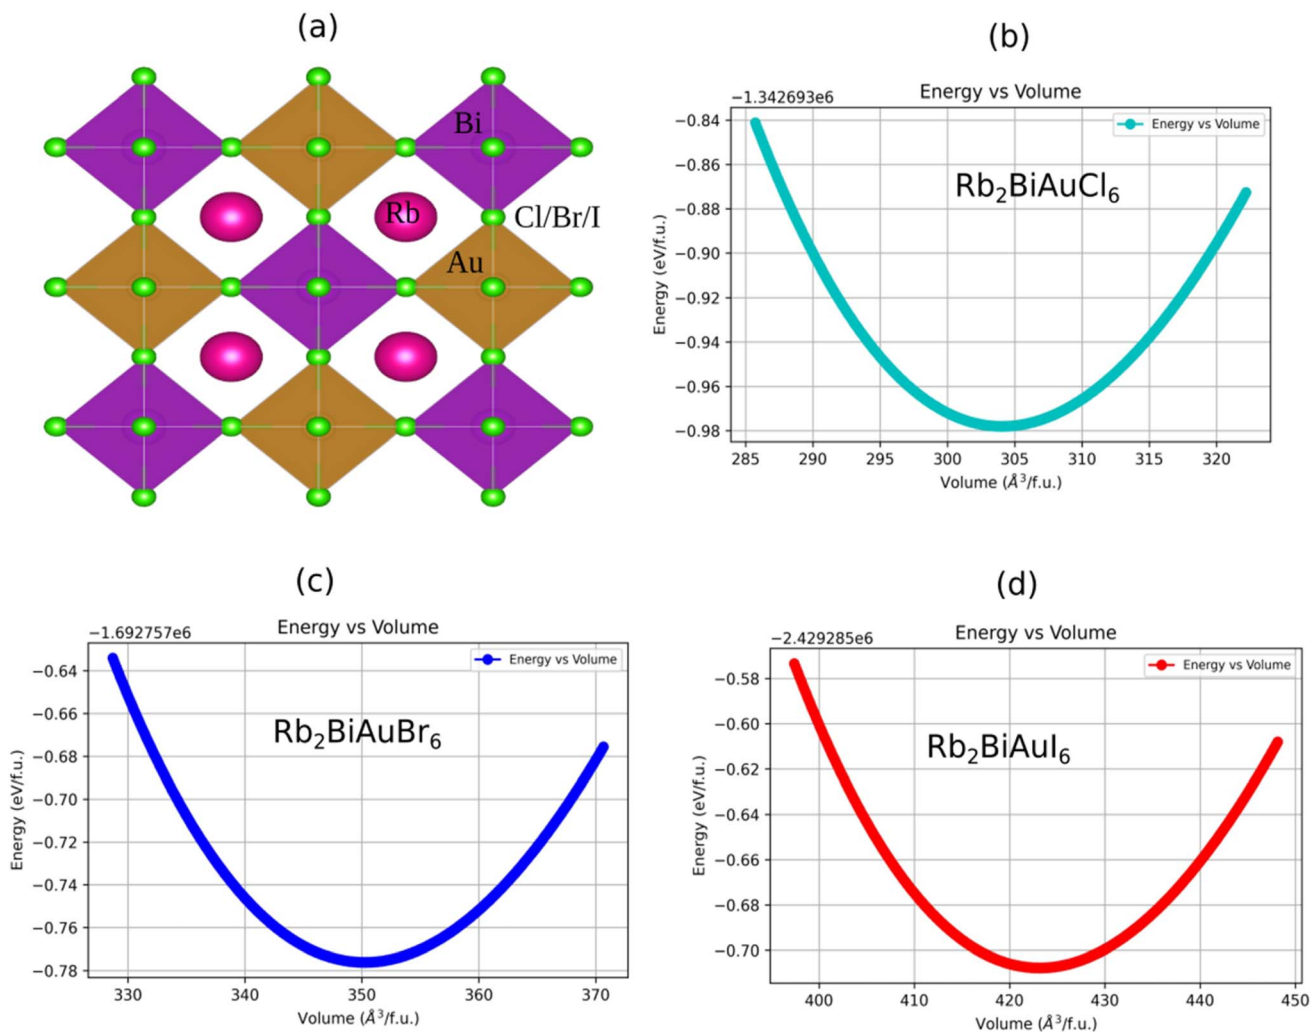 (a)
Bi
Rb
Cl/Br/I
Au
(b)
−1.342693e6
Energy vs Volume
Energy vs Volume
Rb₂BiAuCl₆
Energy (eV/f.u.)
−0.84
−0.86
−0.88
−0.90
−0.92
−0.94
−0.96
−0.98
285 290 295 300 305 310 315 320
Volume (Å³/f.u.)
(c)
−1.692757e6
Energy vs Volume
Energy vs Volume
Rb₂BiAuBr₆
Energy (eV/f.u.)
−0.64
−0.66
−0.68
−0.70
−0.72
−0.74
−0.76
−0.78
330 340 350 360 370
Volume (Å³/f.u.)
(d)
−2.429285e6
Energy vs Volume
Energy vs Volume
Rb₂BiAuI₆
Energy (eV/f.u.)
−0.58
−0.60
−0.62
−0.64
−0.66
−0.68
−0.70
400 410 420 430 440 450
Volume (Å³/f.u.)